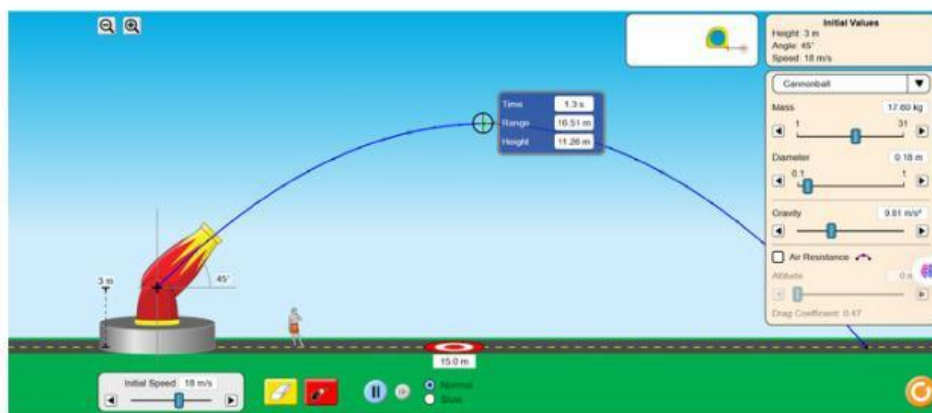 Initial Values
Height: 3 m
Angle: 45°
Speed: 18 m/s
Cannonball
Mass 17.60 kg
1 31
Diameter 0.18 m
0.1 1
Gravity 9.81 m/s²
Air Resistance
Altitude
Drag Coefficient: 0.47
Time 1.3 s
Range 16.51 m
Height 11.26 m
45°
3 m
15.0 m
Initial Speed 18 m/s
Normal
Slow